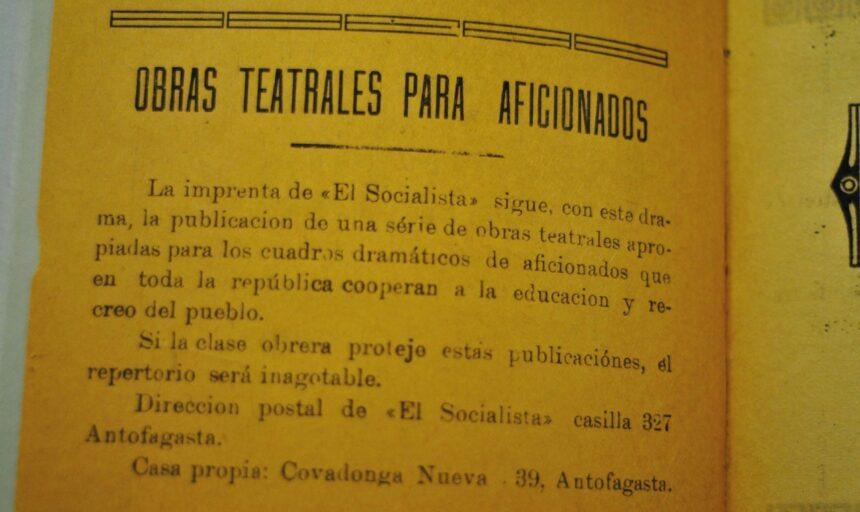 OBRAS TEATRALES PARA AFICIONADOS
La imprenta de «El Socialista» sigue, con este dra-
ma, la publicacion de una série de obras teatrales apro-
piadas para los cuadros dramáticos de aficionados que
en toda la república cooperan a la educacion y re-
creo del pueblo.
Si la clase obrera proteje estas publicaciónes, el
repertorio será inagotable.
Direccion postal de «El Socialista» casilla 327
Antofagasta.
Casa propia: Covadonga Nueva 39, Antofagasta.